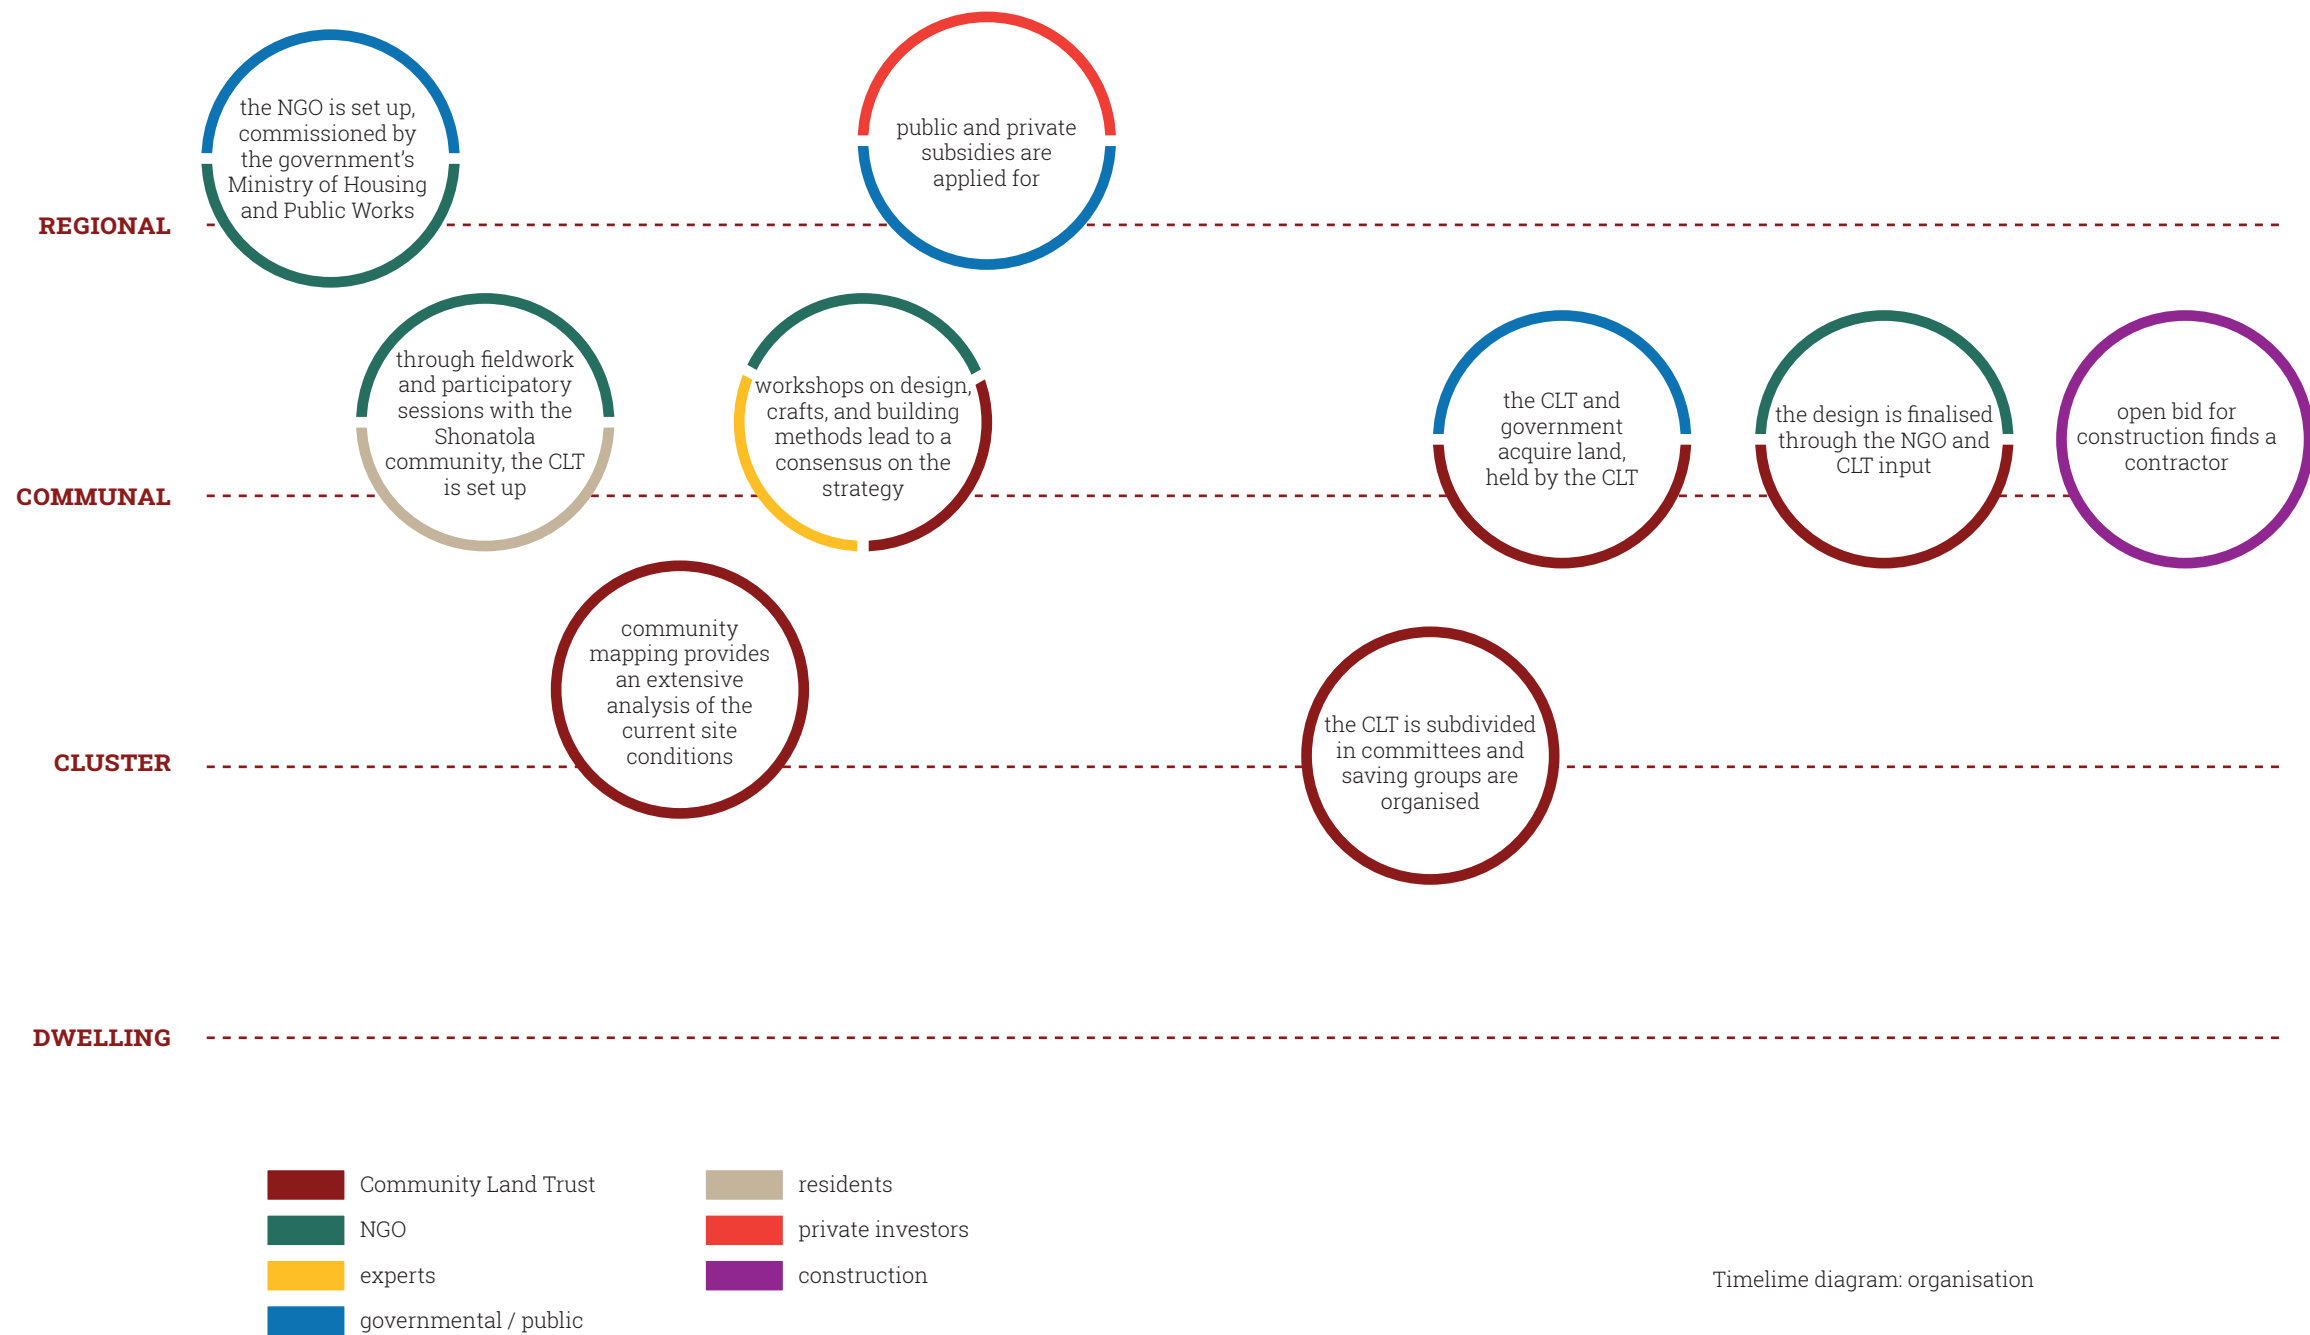 the NGO is set up,
commissioned by
the government’s
Ministry of Housing
and Public Works
public and private
subsidies are
applied for
REGIONAL
through fieldwork
and participatory
sessions with the
Shonatola
community, the CLT
is set up
workshops on design,
crafts, and building
methods lead to a
consensus on the
strategy
the CLT and
government
acquire land,
held by the CLT
the design is finalised
through the NGO and
CLT input
open bid for
construction finds a
contractor
COMMUNAL
community
mapping provides
an extensive
analysis of the
current site
conditions
the CLT is subdivided
in committees and
saving groups are
organised
CLUSTER
DWELLING
Community Land Trust
NGO
experts
governmental / public
residents
private investors
construction
Timelime diagram: organisation